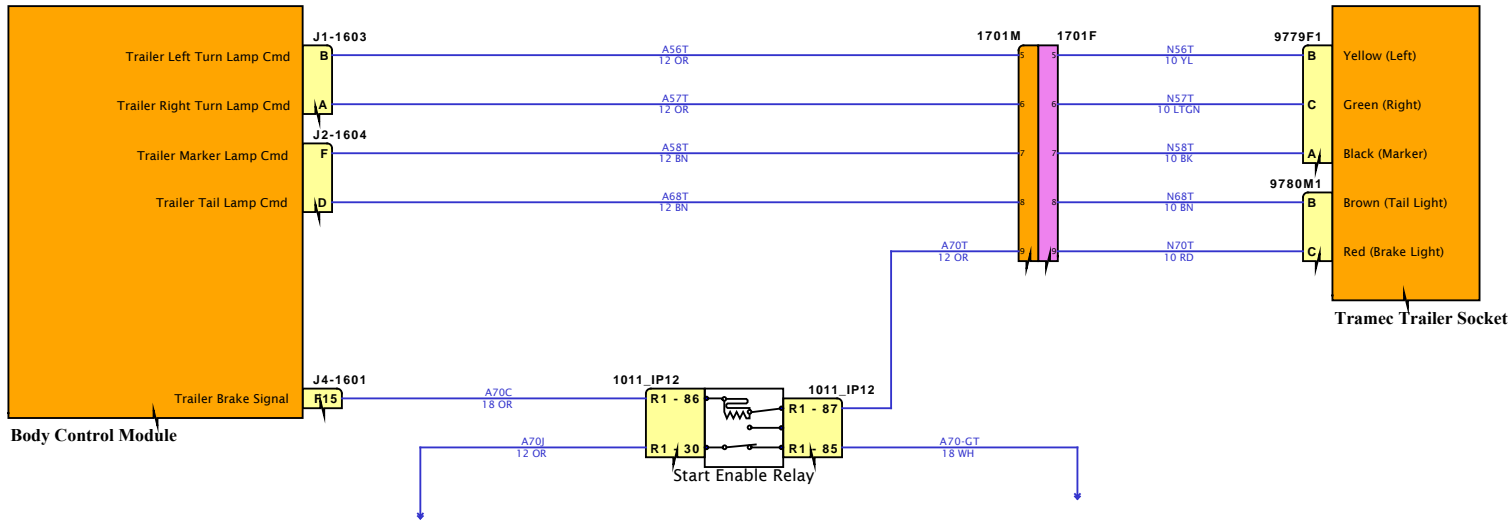 J1-1603
1701M
1701F
9779F1
Trailer Left Turn Lamp Cmd
B
A56T
12 OR
5
5
N56T
10 YL
B
Yellow (Left)
Trailer Right Turn Lamp Cmd
A
A57T
12 OR
6
6
N57T
10 LTGN
C
Green (Right)
J2-1604
Trailer Marker Lamp Cmd
F
A58T
12 BN
7
7
N58T
10 BK
A
Black (Marker)
9780M1
Trailer Tail Lamp Cmd
D
A68T
12 BN
8
8
N68T
10 BN
B
Brown (Tail Light)
A70T
12 OR
9
9
N70T
10 RD
C
Red (Brake Light)
Tramec Trailer Socket
J4-1601
1011_IP12
1011_IP12
Trailer Brake Signal
F15
A70C
18 OR
R1 - 86
R1 - 87
Body Control Module
A70J
12 OR
R1 - 30
R1 - 85
A70-GT
18 WH
Start Enable Relay